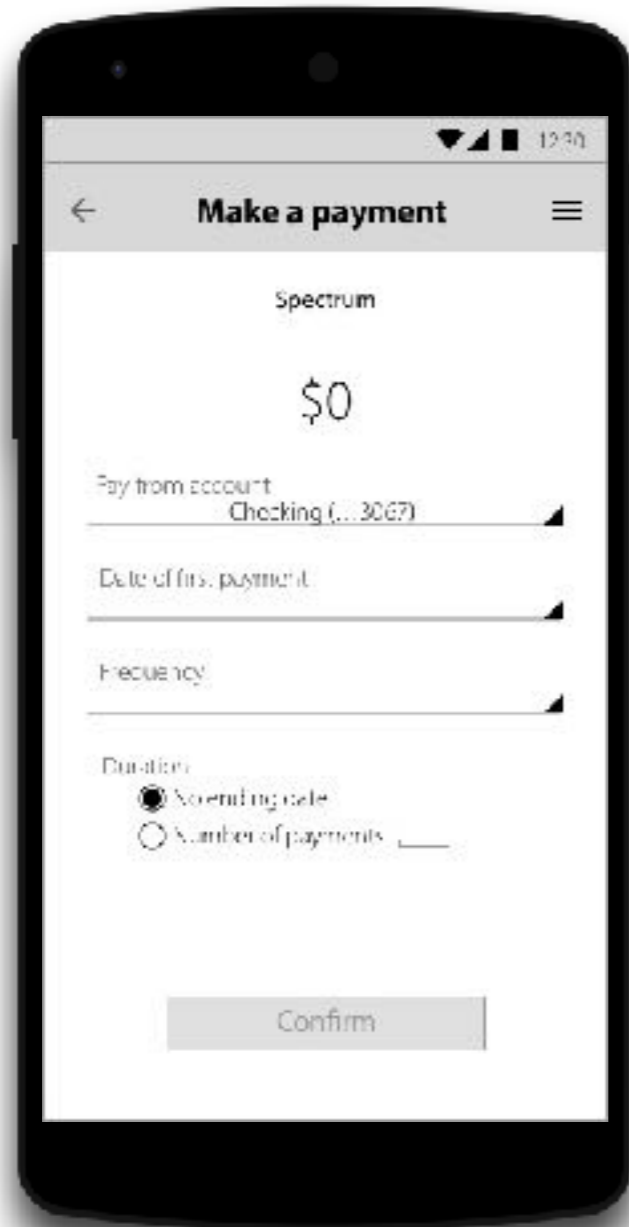 12:30
Make a payment
Spectrum
$0
Pay from account
Checking (...3067)
Date of first payment
Frequency
Duration
No ending date
Number of payments
Confirm